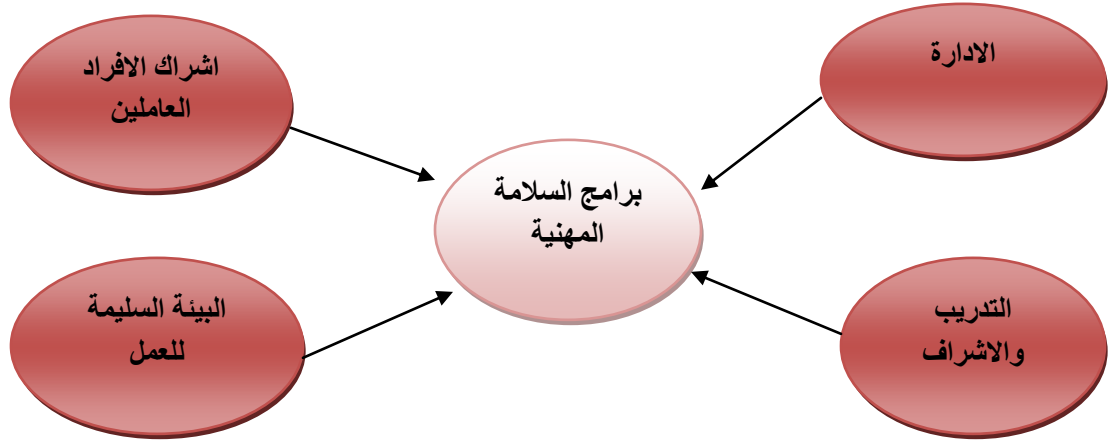 الادارة
اشراك الافراد
العاملين
برامج السلامة
المهنية
التدريب
والاشراف
البيئة السليمة
للعمل